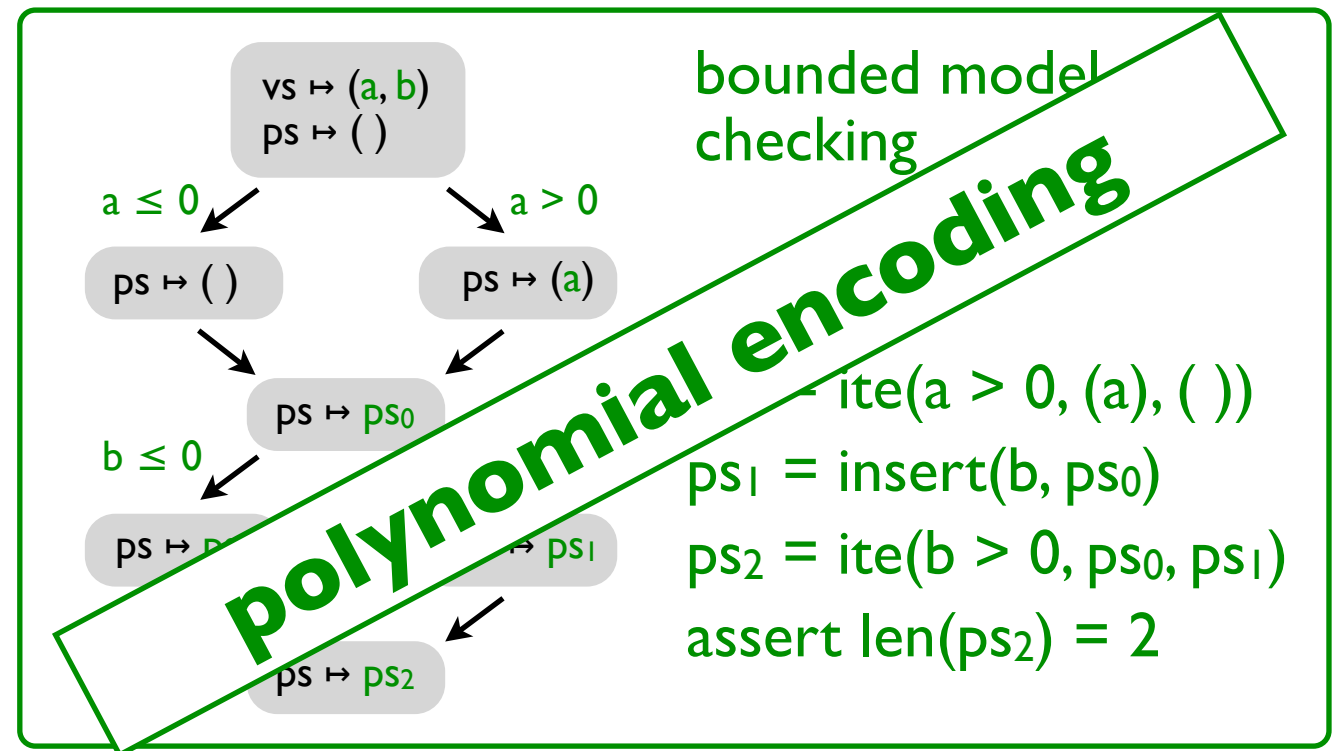 vs ↦ (a, b)
ps ↦ ( )
a ≤ 0
a > 0
ps ↦ ( )
ps ↦ (a)
ps ↦ ps₀
b ≤ 0
ps ↦
↦ ps₁
ps ↦ ps₂
bounded model
checking
= ite(a > 0, (a), ( ))
ps₁ = insert(b, ps₀)
ps₂ = ite(b > 0, ps₀, ps₁)
assert len(ps₂) = 2
polynomial encoding